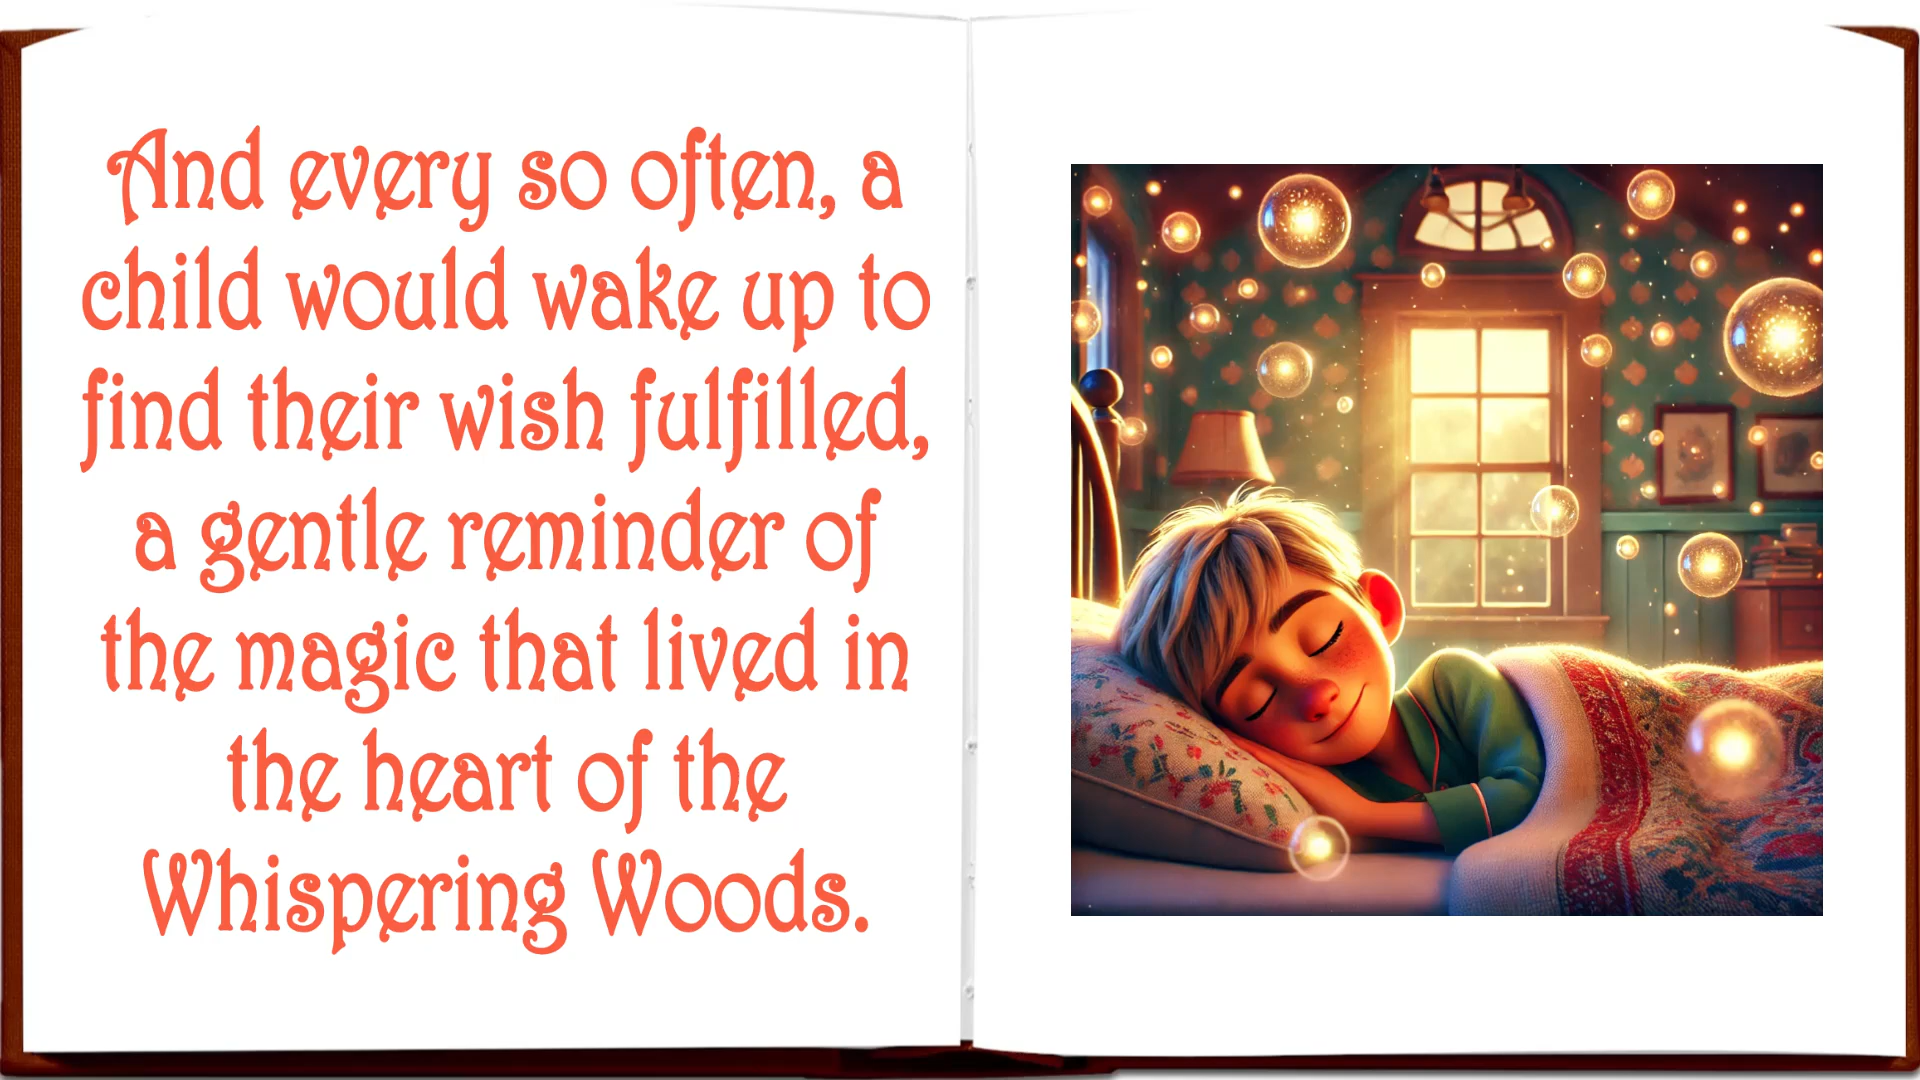 And every so often, a
child would wake up to
find their wish fulfilled,
a gentle reminder of
the magic that lived in
the heart of the
Whispering Woods.